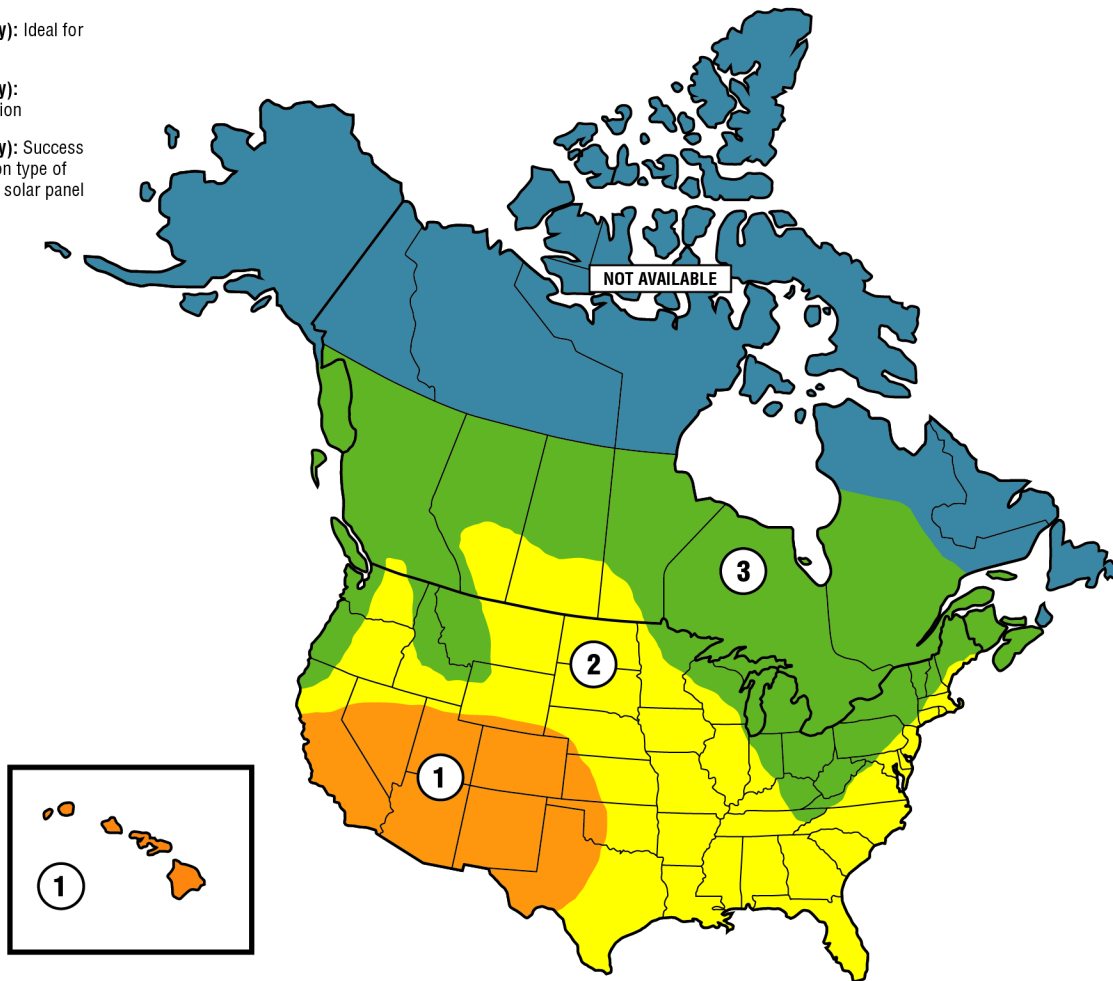 y): Ideal for
y):
ion
y): Success
on type of
solar panel
NOT AVAILABLE
3
2
1
1